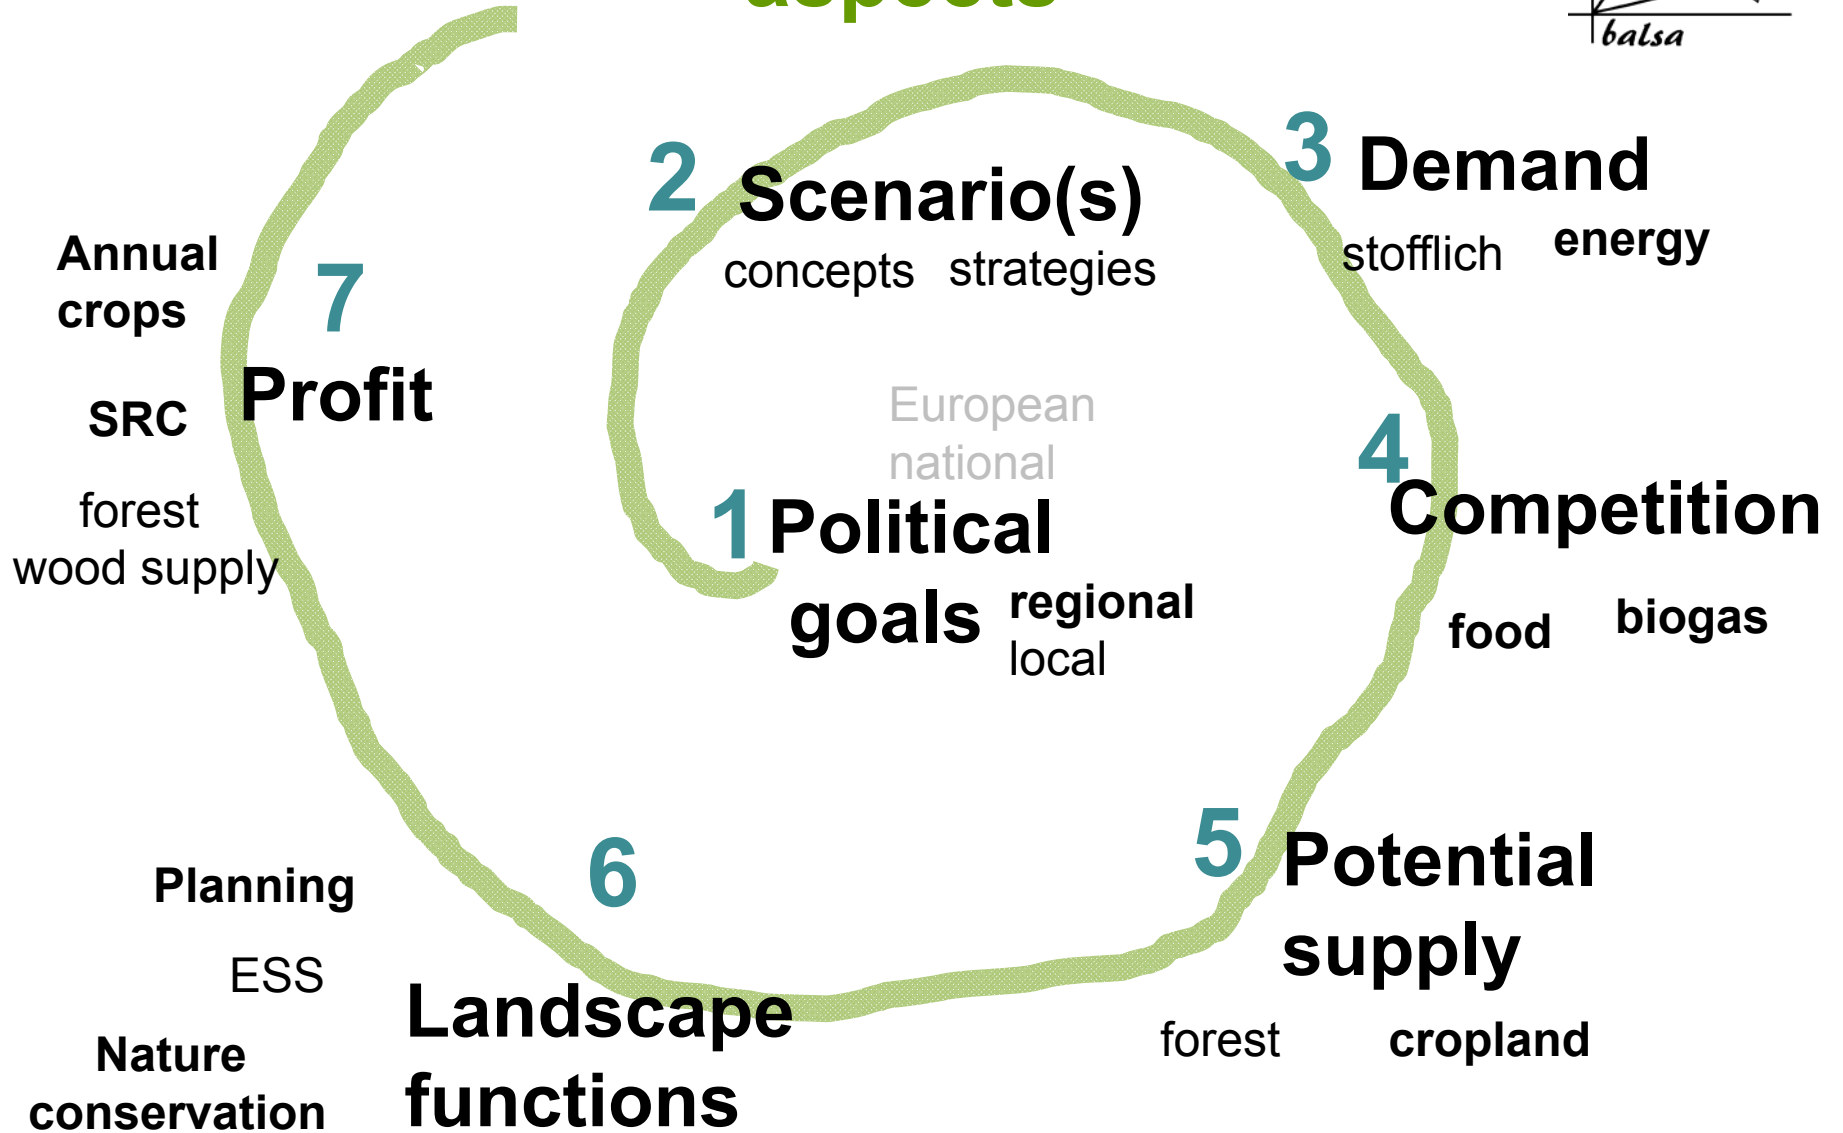 aspects
balsa
1
Political
goals
European
national
regional
local
2
Scenario(s)
concepts strategies
3
Demand
stofflich energy
4
Competition
food biogas
5
Potential
supply
forest cropland
6
Landscape
functions
Planning
ESS
Nature
conservation
7
Profit
Annual
crops
SRC
forest
wood supply